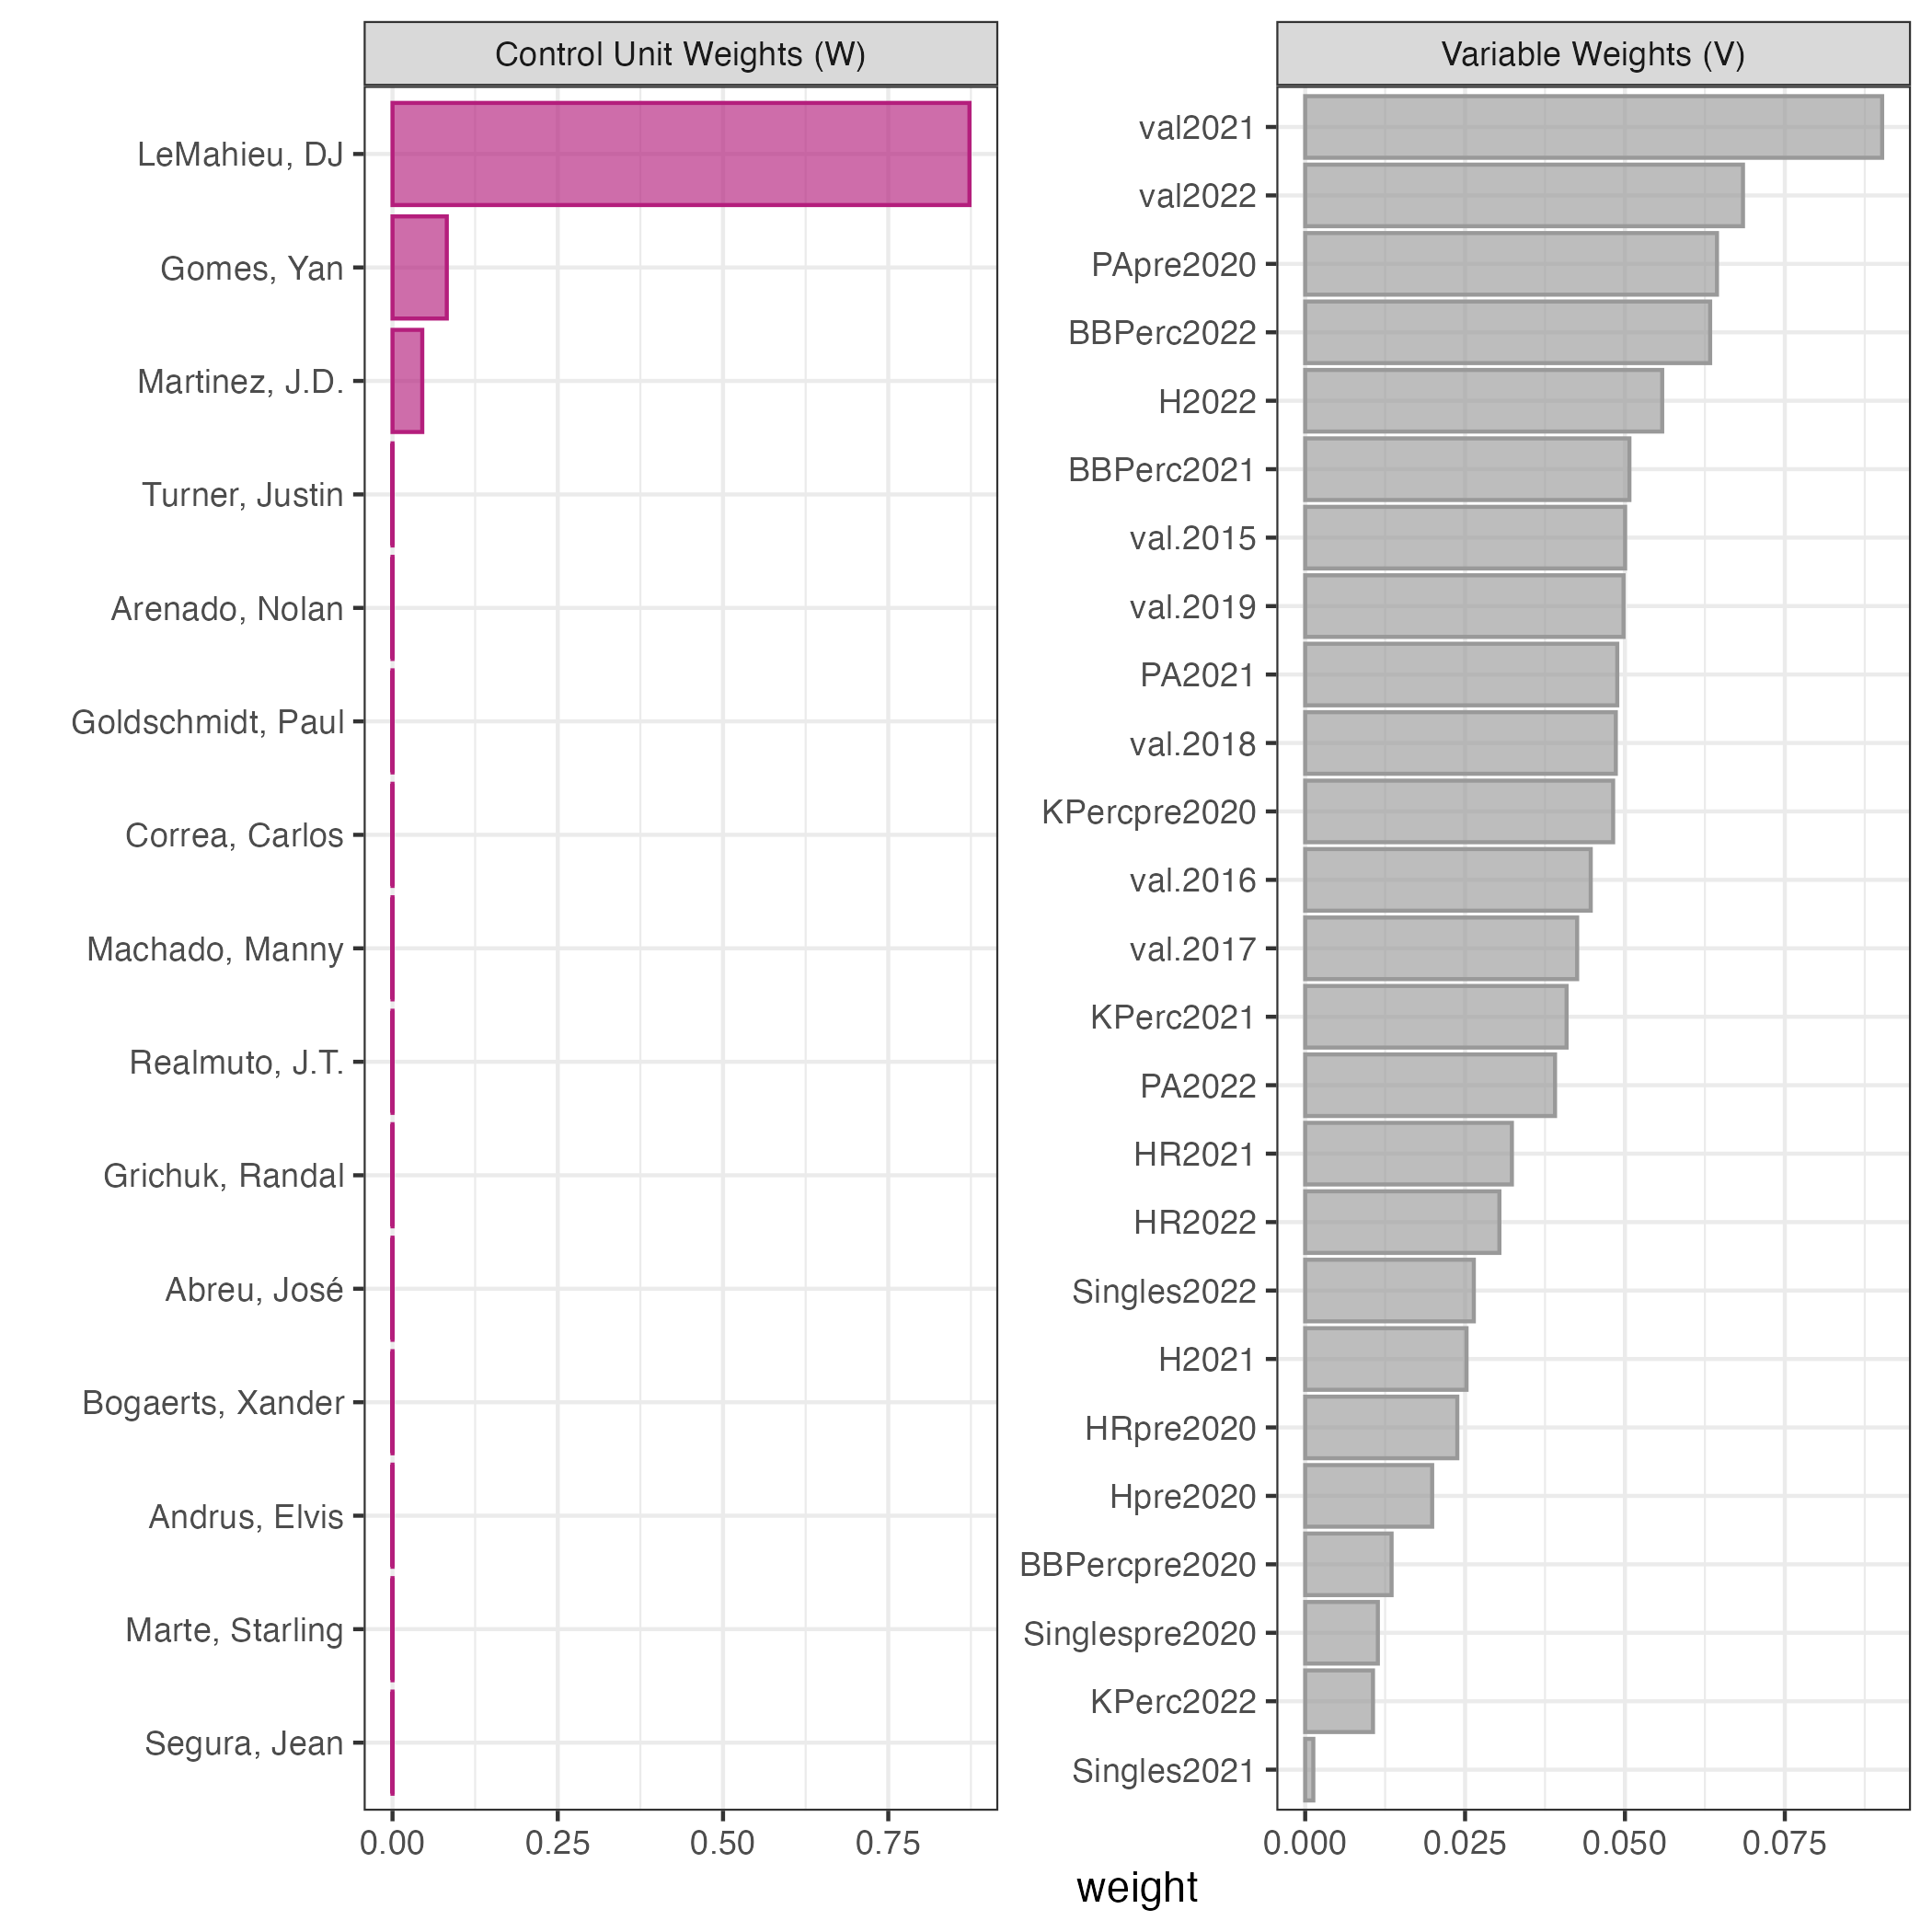 Control Unit Weights (W)
LeMahieu, DJ
Gomes, Yan
Martinez, J.D.
Turner, Justin
Arenado, Nolan
Goldschmidt, Paul
Correa, Carlos
Machado, Manny
Realmuto, J.T.
Grichuk, Randal
Abreu, José
Bogaerts, Xander
Andrus, Elvis
Marte, Starling
Segura, Jean
0.00 0.25 0.50 0.75
Variable Weights (V)
val2021
val2022
PApre2020
BBPerc2022
H2022
BBPerc2021
val.2015
val.2019
PA2021
val.2018
KPercpre2020
val.2016
val.2017
KPerc2021
PA2022
HR2021
HR2022
Singles2022
H2021
HRpre2020
Hpre2020
BBPercpre2020
Singlespre2020
KPerc2022
Singles2021
0.000 0.025 0.050 0.075
weight